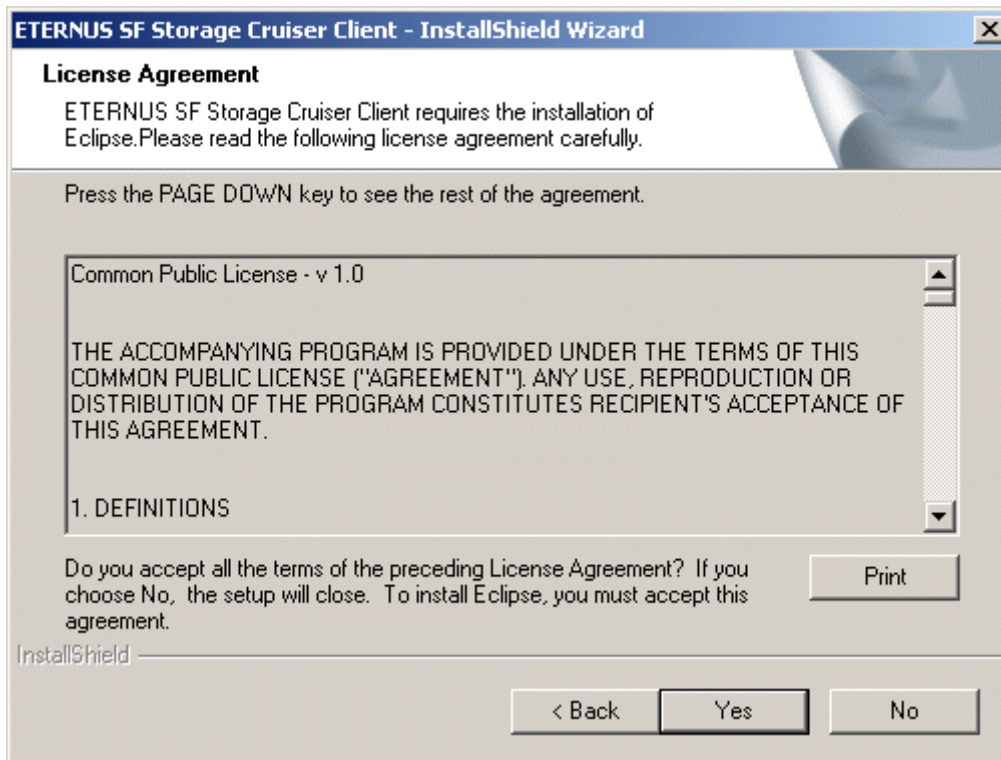 ETERNUS SF Storage Cruiser Client - InstallShield Wizard
License Agreement
ETERNUS SF Storage Cruiser Client requires the installation of
Eclipse.Please read the following license agreement carefully.
Press the PAGE DOWN key to see the rest of the agreement.
Common Public License - v 1.0
THE ACCOMPANYING PROGRAM IS PROVIDED UNDER THE TERMS OF THIS
COMMON PUBLIC LICENSE ("AGREEMENT"). ANY USE, REPRODUCTION OR
DISTRIBUTION OF THE PROGRAM CONSTITUTES RECIPIENT'S ACCEPTANCE OF
THIS AGREEMENT.
1. DEFINITIONS
Do you accept all the terms of the preceding License Agreement?  If you
choose No,  the setup will close.  To install Eclipse, you must accept this
agreement.
Print
InstallShield
< Back
Yes
No